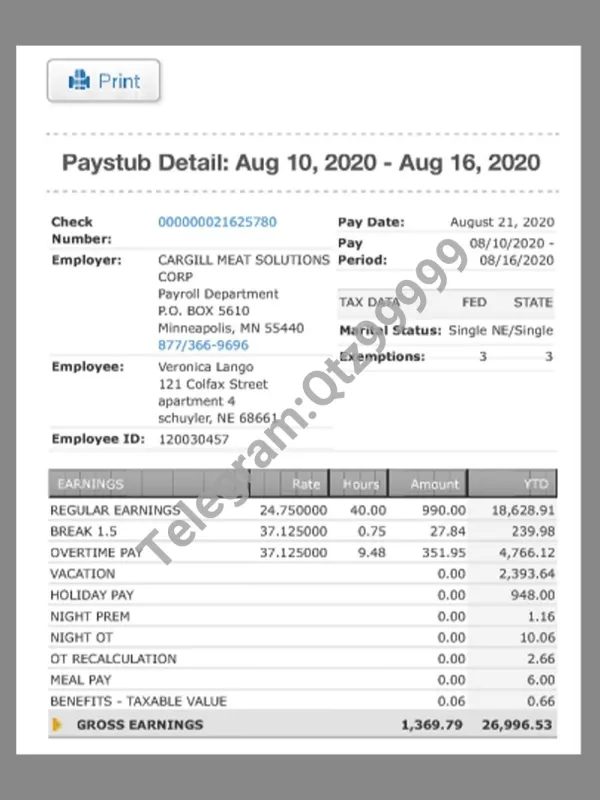 Print
Paystub Detail: Aug 10, 2020 - Aug 16, 2020
Check Number: 000000021625780
Employer: CARGILL MEAT SOLUTIONS CORP
Payroll Department
P.O. BOX 5610
Minneapolis, MN 55440
877/366-9696
Employee: Veronica Lango
121 Colfax Street
apartment 4
schuyler, NE 68661
Employee ID: 120030457
Pay Date: August 21, 2020
Pay Period: 08/10/2020 - 08/16/2020
TAX DATA FED STATE
Marital Status: Single NE/Single
Exemptions: 3 3
EARNINGS Rate Hours Amount YTD
REGULAR EARNINGS 24.750000 40.00 990.00 18,628.91
BREAK 1.5 37.125000 0.75 27.84 239.98
OVERTIME PAY 37.125000 9.48 351.95 4,766.12
VACATION 0.00 2,393.64
HOLIDAY PAY 0.00 948.00
NIGHT PREM 0.00 1.16
NIGHT OT 0.00 10.06
OT RECALCULATION 0.00 2.66
MEAL PAY 0.00 6.00
BENEFITS - TAXABLE VALUE 0.06 0.66
GROSS EARNINGS 1,369.79 26,996.53
Telegram:Qtz99999